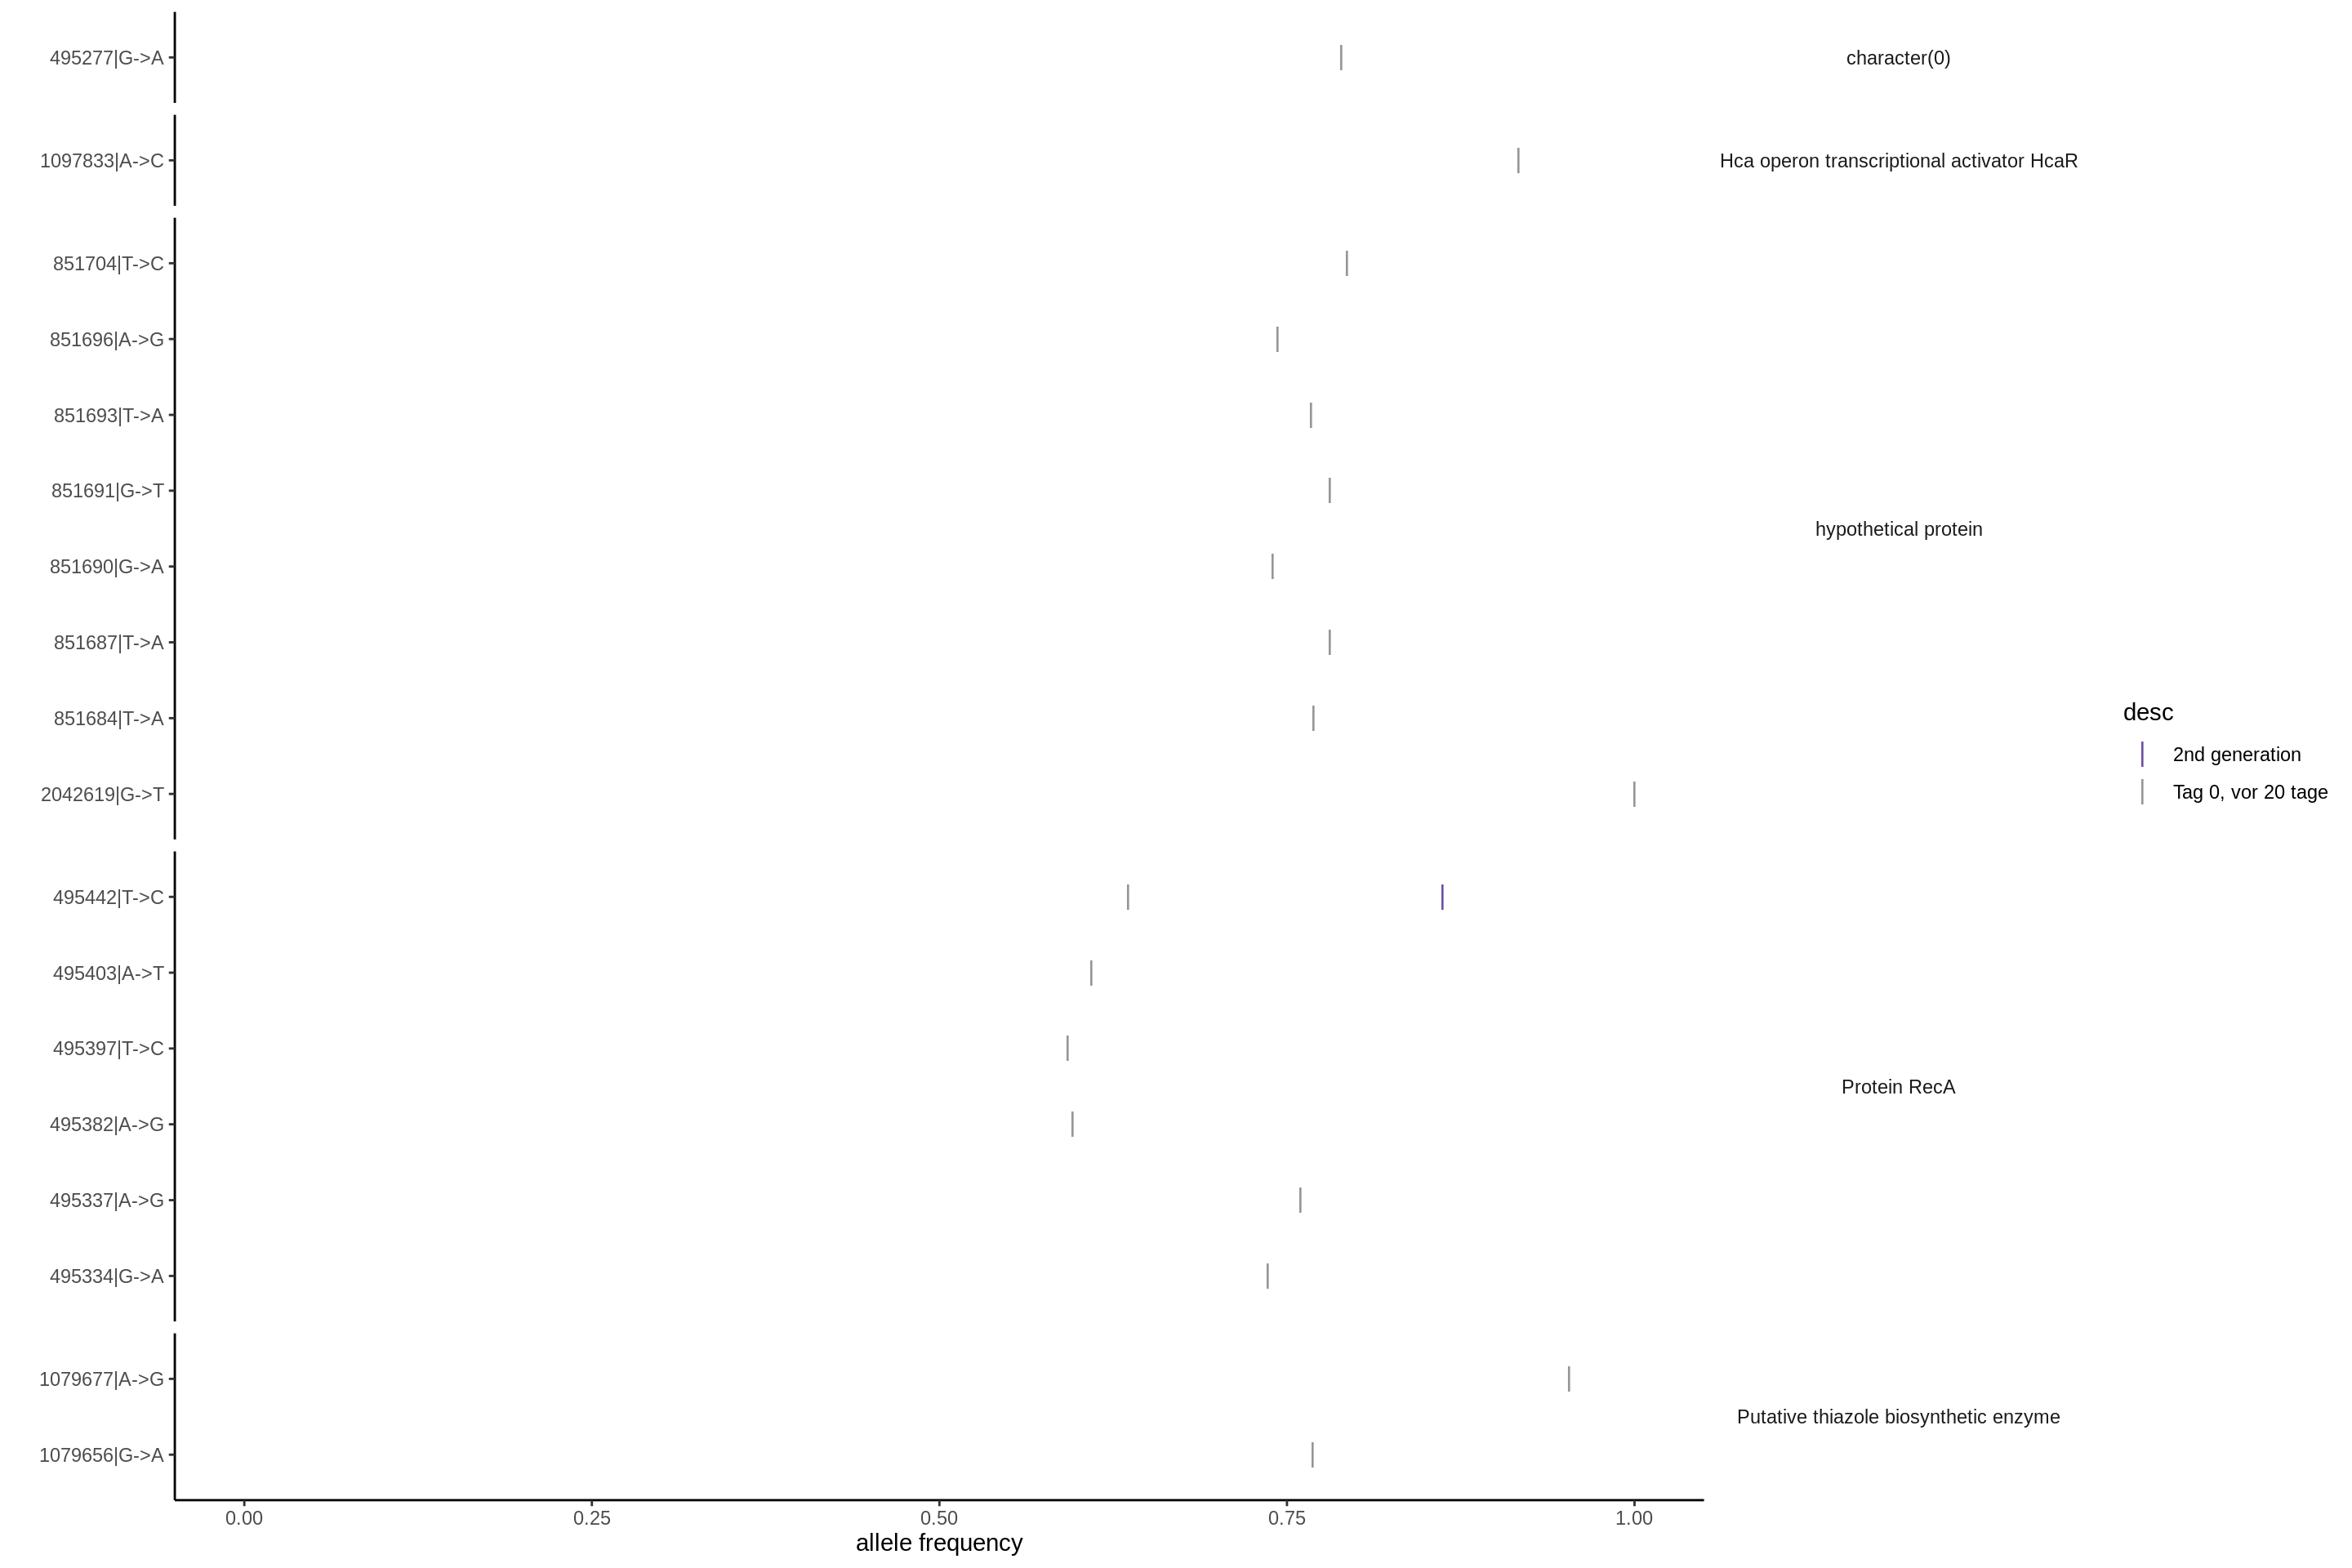 495277|G->A
character(0)
1097833|A->C
Hca operon transcriptional activator HcaR
851704|T->C
851696|A->G
851693|T->A
851691|G->T
851690|G->A
851687|T->A
851684|T->A
2042619|G->T
hypothetical protein
495442|T->C
495403|A->T
495397|T->C
495382|A->G
495337|A->G
495334|G->A
Protein RecA
1079677|A->G
1079656|G->A
Putative thiazole biosynthetic enzyme
0.00
0.25
0.50
0.75
1.00
allele frequency
desc
2nd generation
Tag 0, vor 20 tage